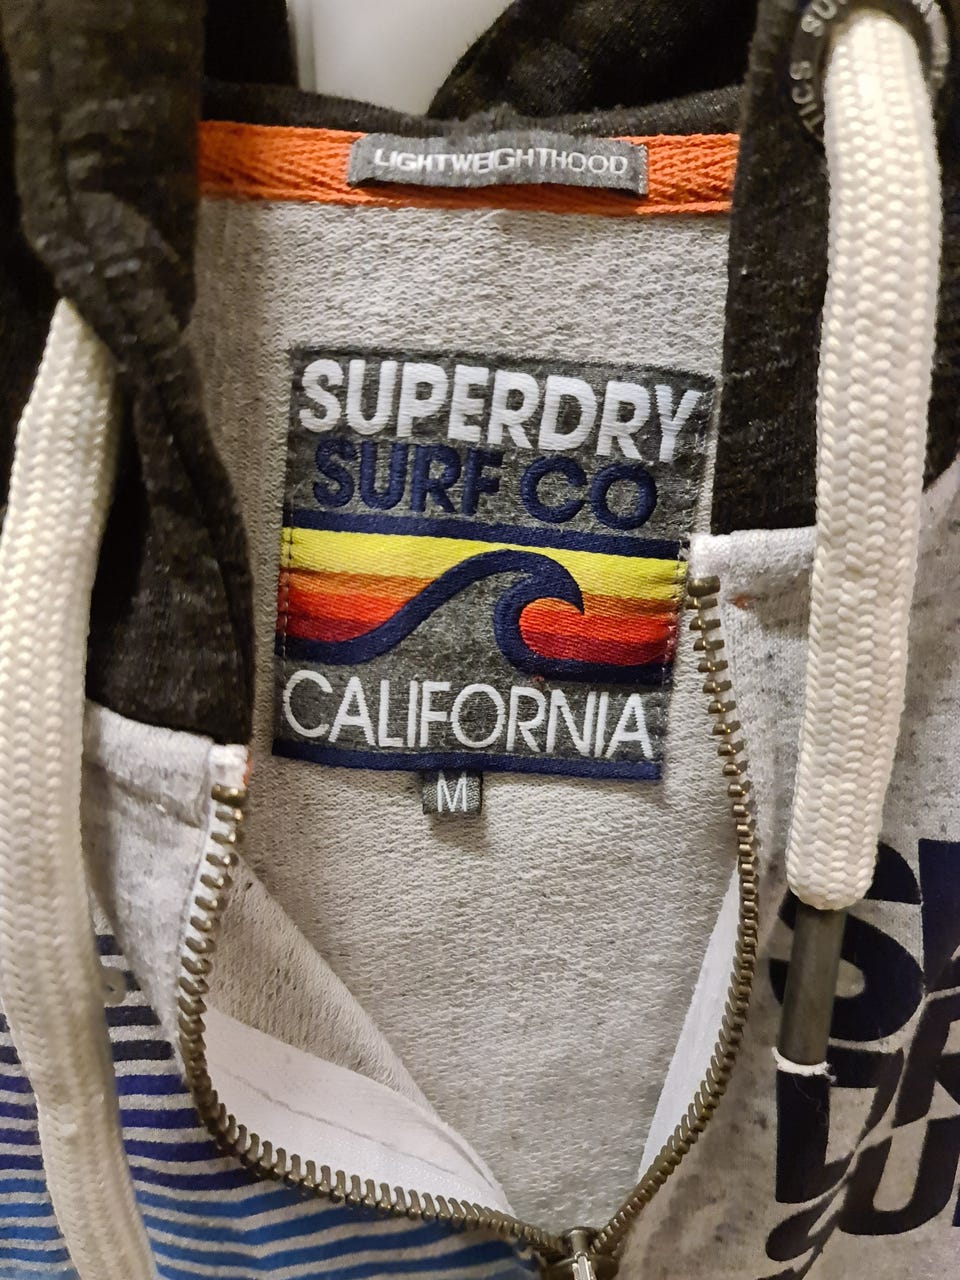 LIGHTWEIGHTHOOD
SUPERDRY
SURF CO
CALIFORNIA
M